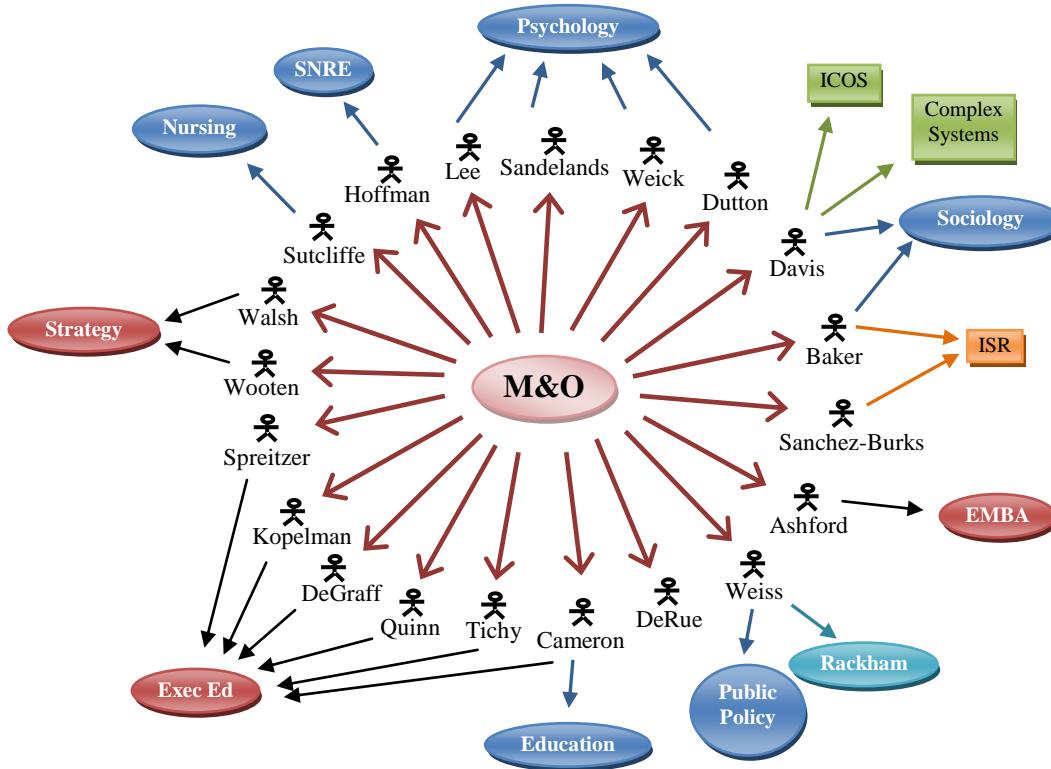 Psychology
SNRE
ICOS
Complex
Systems
Nursing
Lee
Sandelands
Weick
Hoffman
Dutton
Sociology
Sutcliffe
Davis
Walsh
Strategy
Baker
ISR
Wooten
M&O
Sanchez-Burks
Spreitzer
Ashford
EMBA
Kopelman
DeGraff
Weiss
Quinn
Tichy
Cameron
DeRue
Rackham
Exec Ed
Public
Policy
Education